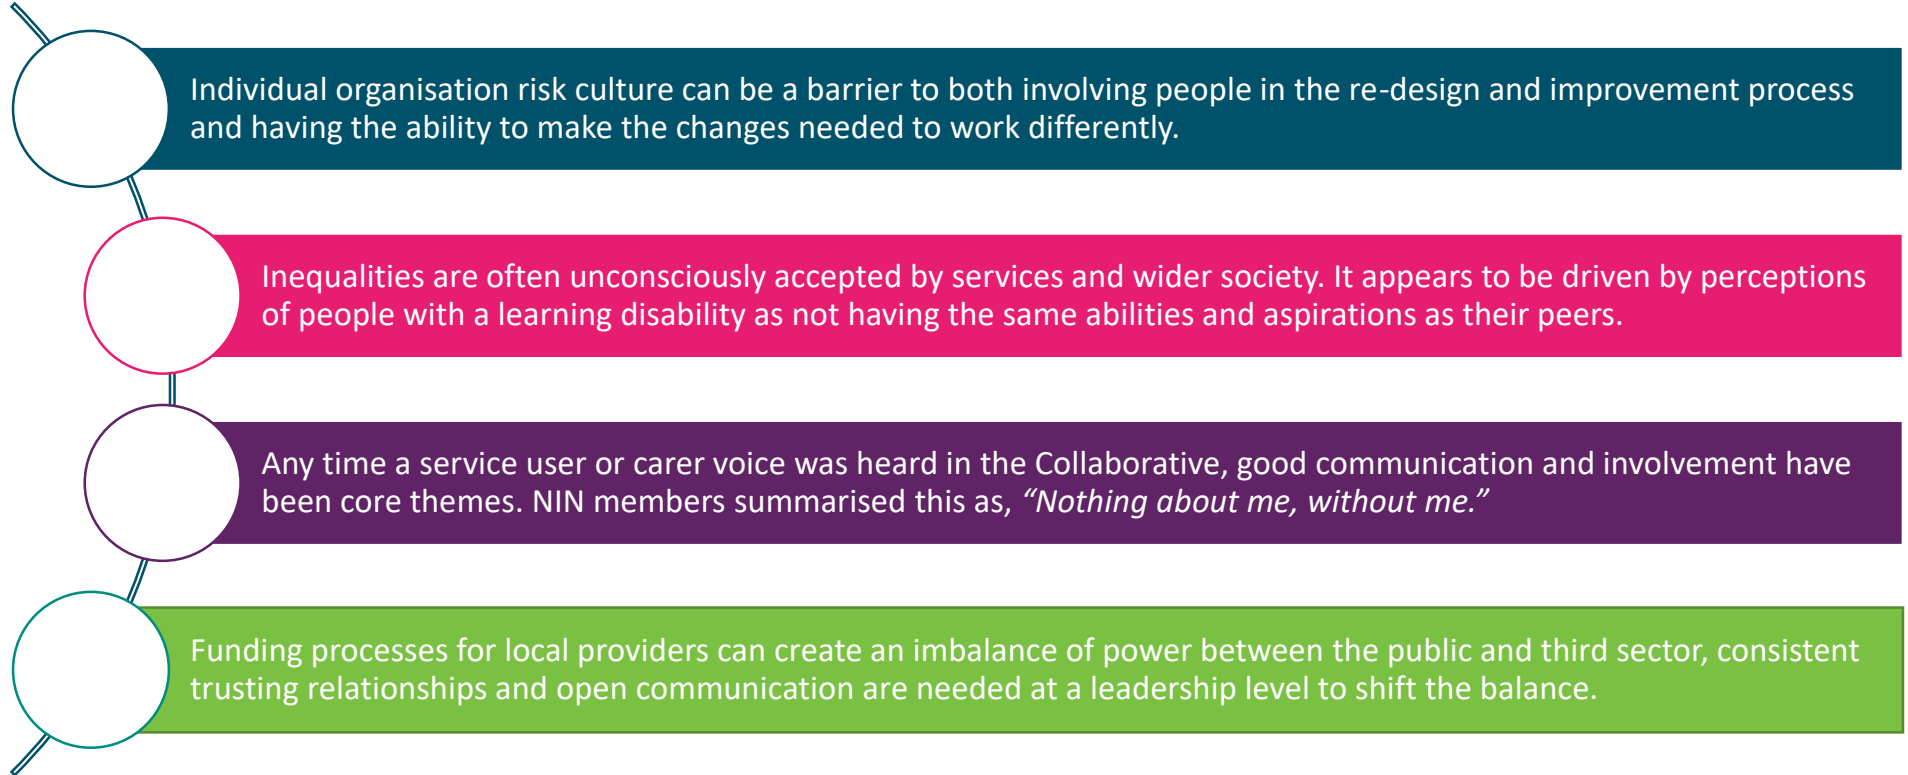 Individual organisation risk culture can be a barrier to both involving people in the re-design and improvement process
and having the ability to make the changes needed to work differently.
Inequalities are often unconsciously accepted by services and wider society. It appears to be driven by perceptions
of people with a learning disability as not having the same abilities and aspirations as their peers.
Any time a service user or carer voice was heard in the Collaborative, good communication and involvement have
been core themes. NIN members summarised this as, “Nothing about me, without me.”
Funding processes for local providers can create an imbalance of power between the public and third sector, consistent
trusting relationships and open communication are needed at a leadership level to shift the balance.